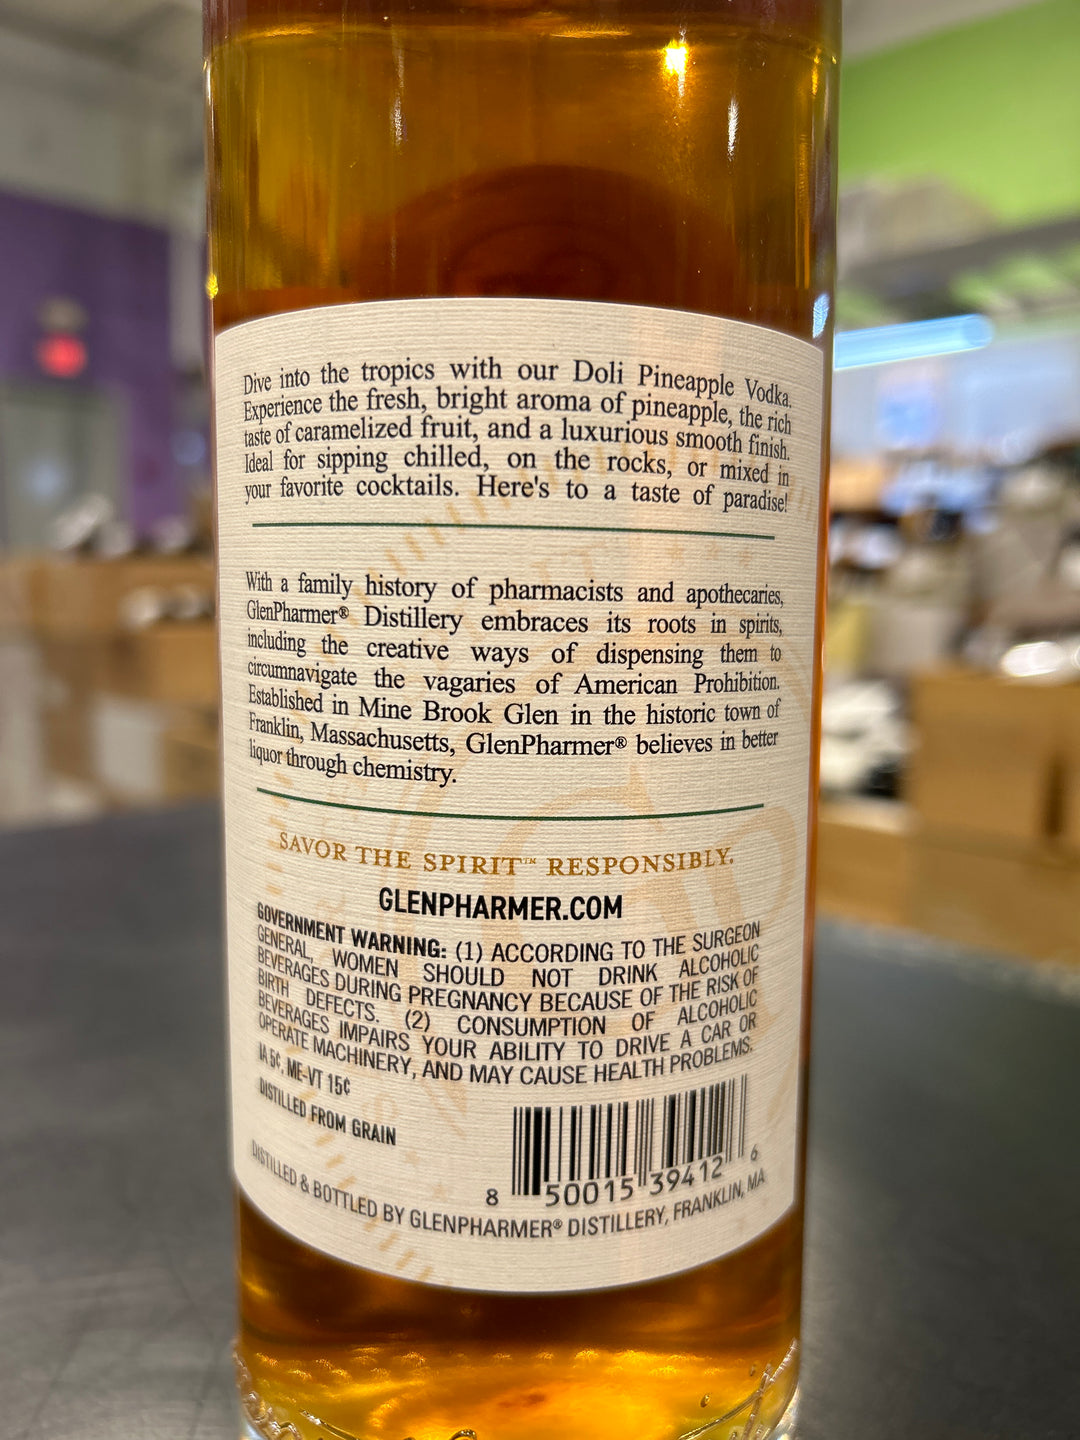 Dive into the tropics with our Doli Pineapple Vodka.
Experience the fresh, bright aroma of pineapple, the rich
taste of caramelized fruit, and a luxurious smooth finish.
Ideal for sipping chilled, on the rocks, or mixed in
your favorite cocktails. Here's to a taste of paradise!
With a family history of pharmacists and apothecaries,
GlenPharmer® Distillery embraces its roots in spirits,
including the creative ways of dispensing them to
circumnavigate the vagaries of American Prohibition.
Established in Mine Brook Glen in the historic town of
Franklin, Massachusetts, GlenPharmer® believes in better
liquor through chemistry.
SAVOR THE SPIRIT™ RESPONSIBLY.
GLENPHARMER.COM
GOVERNMENT WARNING: (1) ACCORDING TO THE SURGEON
GENERAL, WOMEN SHOULD NOT DRINK ALCOHOLIC
BEVERAGES DURING PREGNANCY BECAUSE OF THE RISK OF
BIRTH DEFECTS. (2) CONSUMPTION OF ALCOHOLIC
BEVERAGES IMPAIRS YOUR ABILITY TO DRIVE A CAR OR
OPERATE MACHINERY, AND MAY CAUSE HEALTH PROBLEMS.
IA 5¢, ME-VT 15¢
DISTILLED FROM GRAIN
8 50015 39412 6
DISTILLED & BOTTLED BY GLENPHARMER® DISTILLERY, FRANKLIN, MA